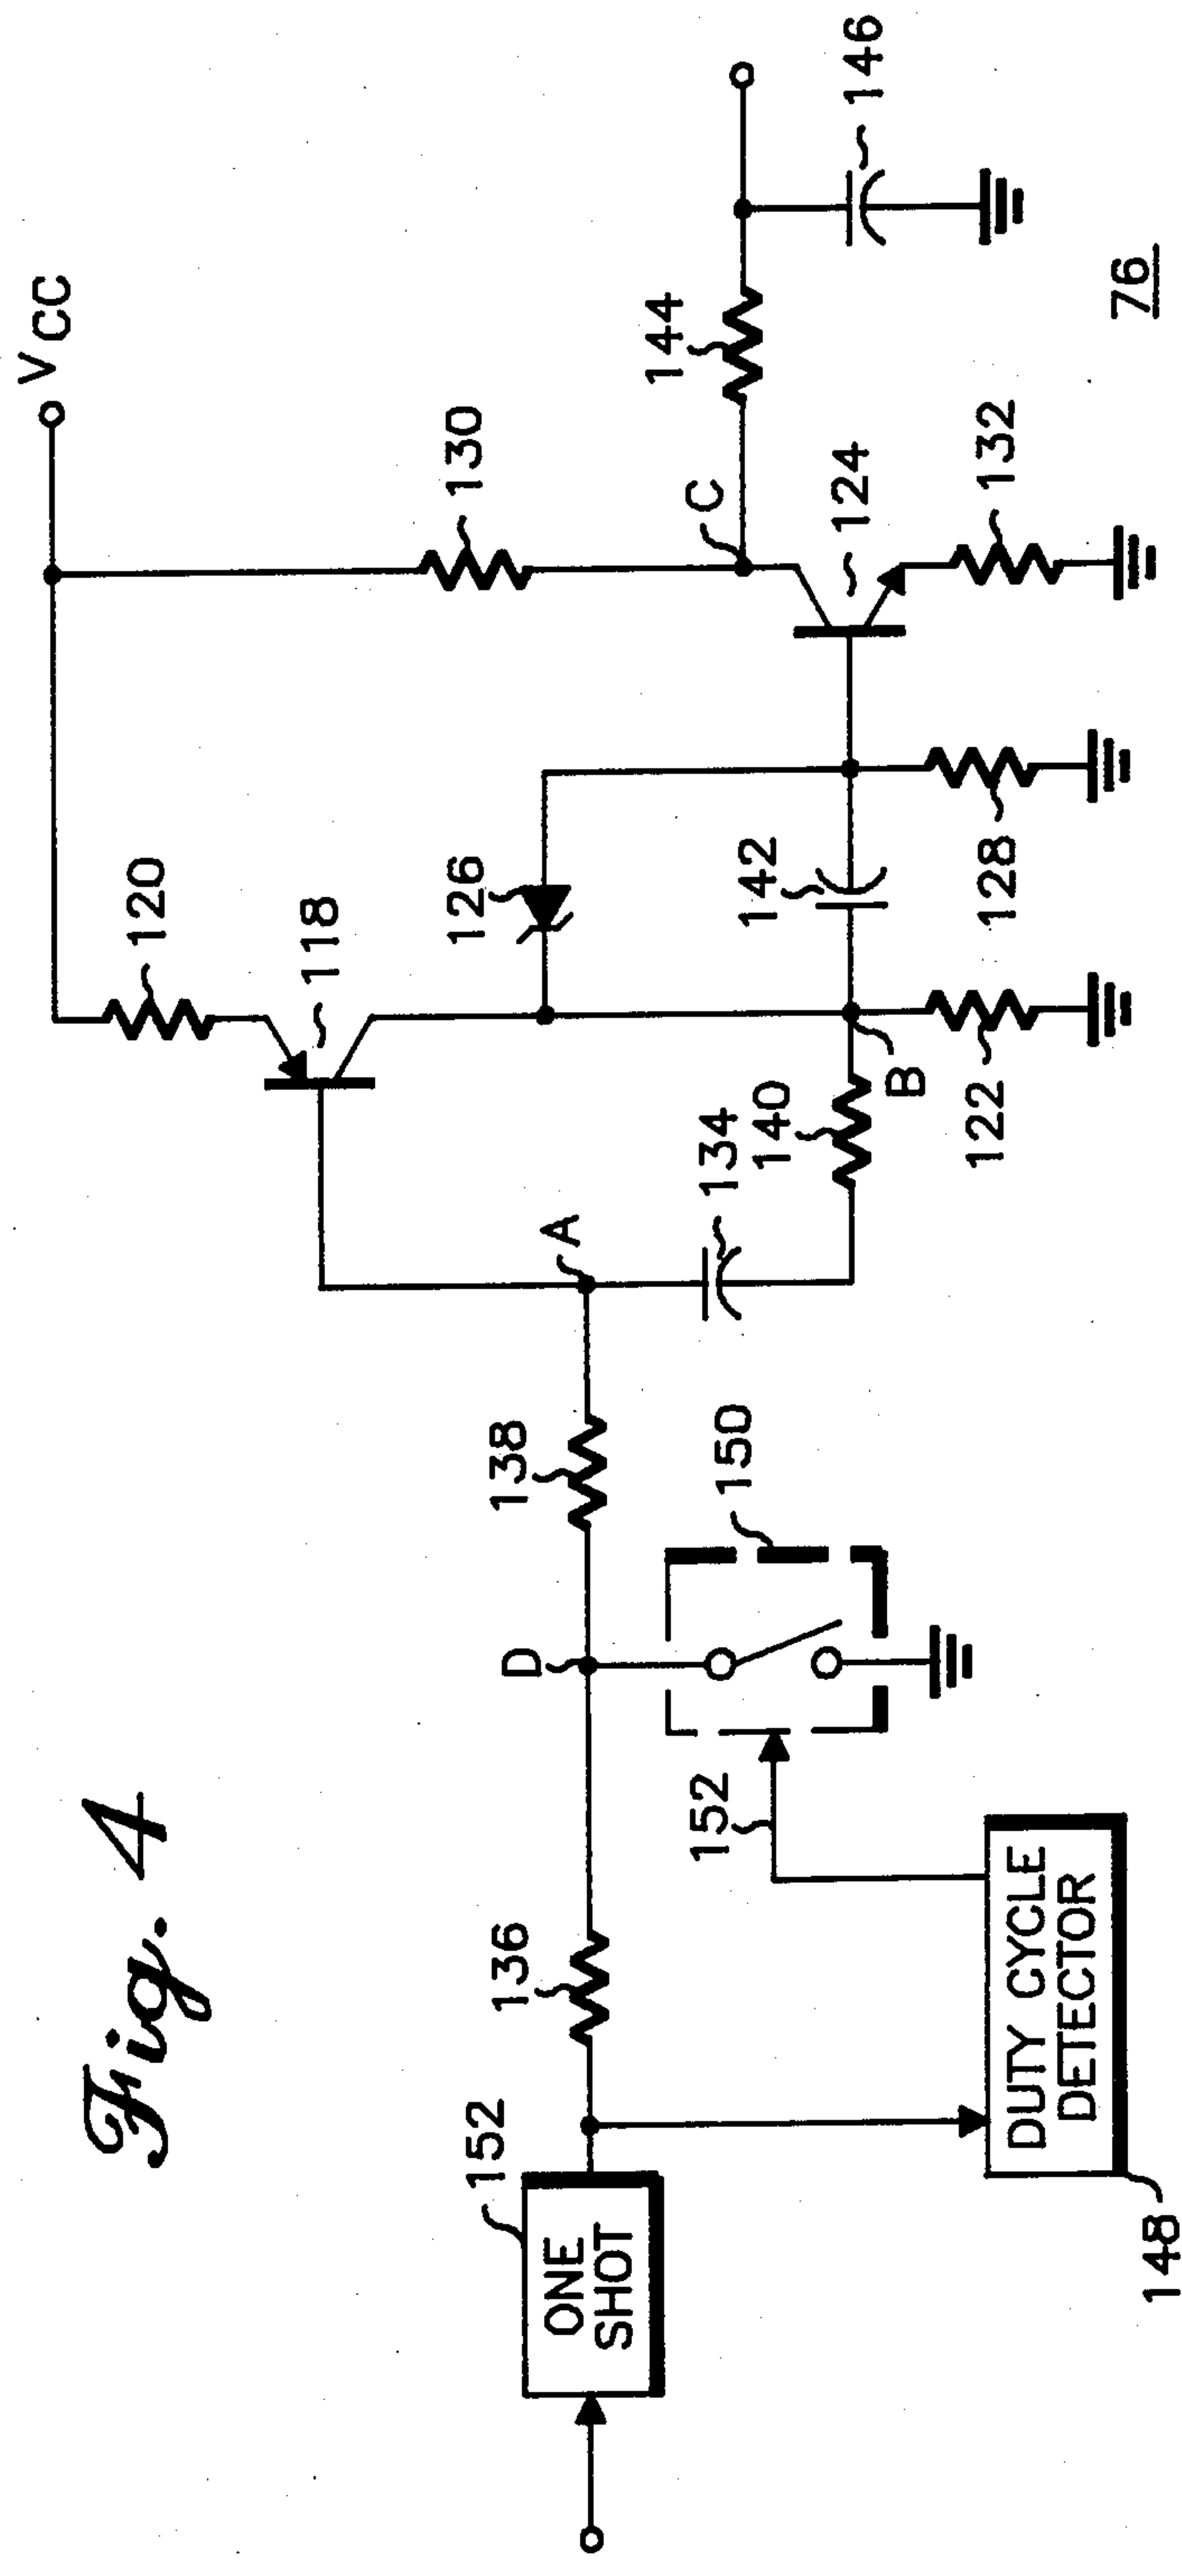 Fig. 4
VCC
120
118
130
126
144
146
C
124
132
A
134
140
142
B
122
128
138
150
D
136
152
152
ONE
SHOT
DUTY CYCLE
DETECTOR
148
76